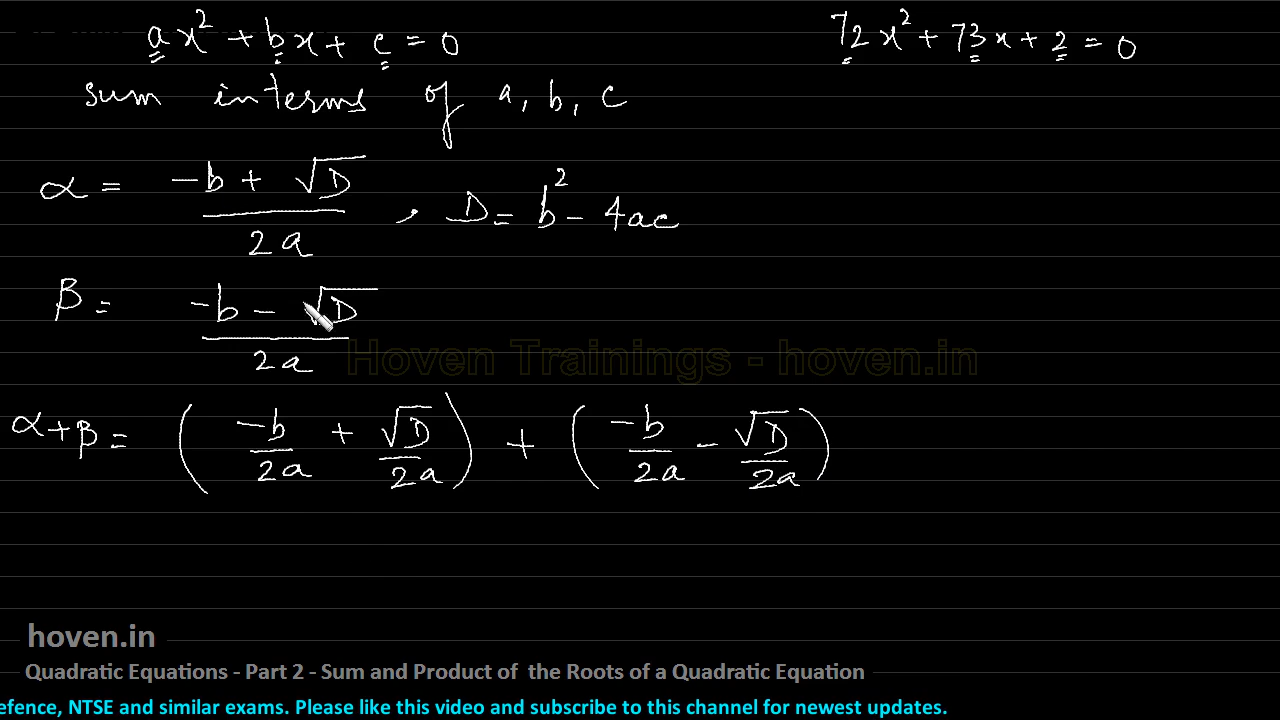 ax² + bx + c = 0
72x² + 73x + 2 = 0
sum interms of a, b, c
α = (-b + √D)/2a , D = b² - 4ac
β = (-b - √D)/2a
Hoven Trainings - hoven.in
α+β = (-b/2a + √D/2a) + (-b/2a - √D/2a)
hoven.in
Quadratic Equations - Part 2 - Sum and Product of the Roots of a Quadratic Equation
efence, NTSE and similar exams. Please like this video and subscribe to this channel for newest updates.